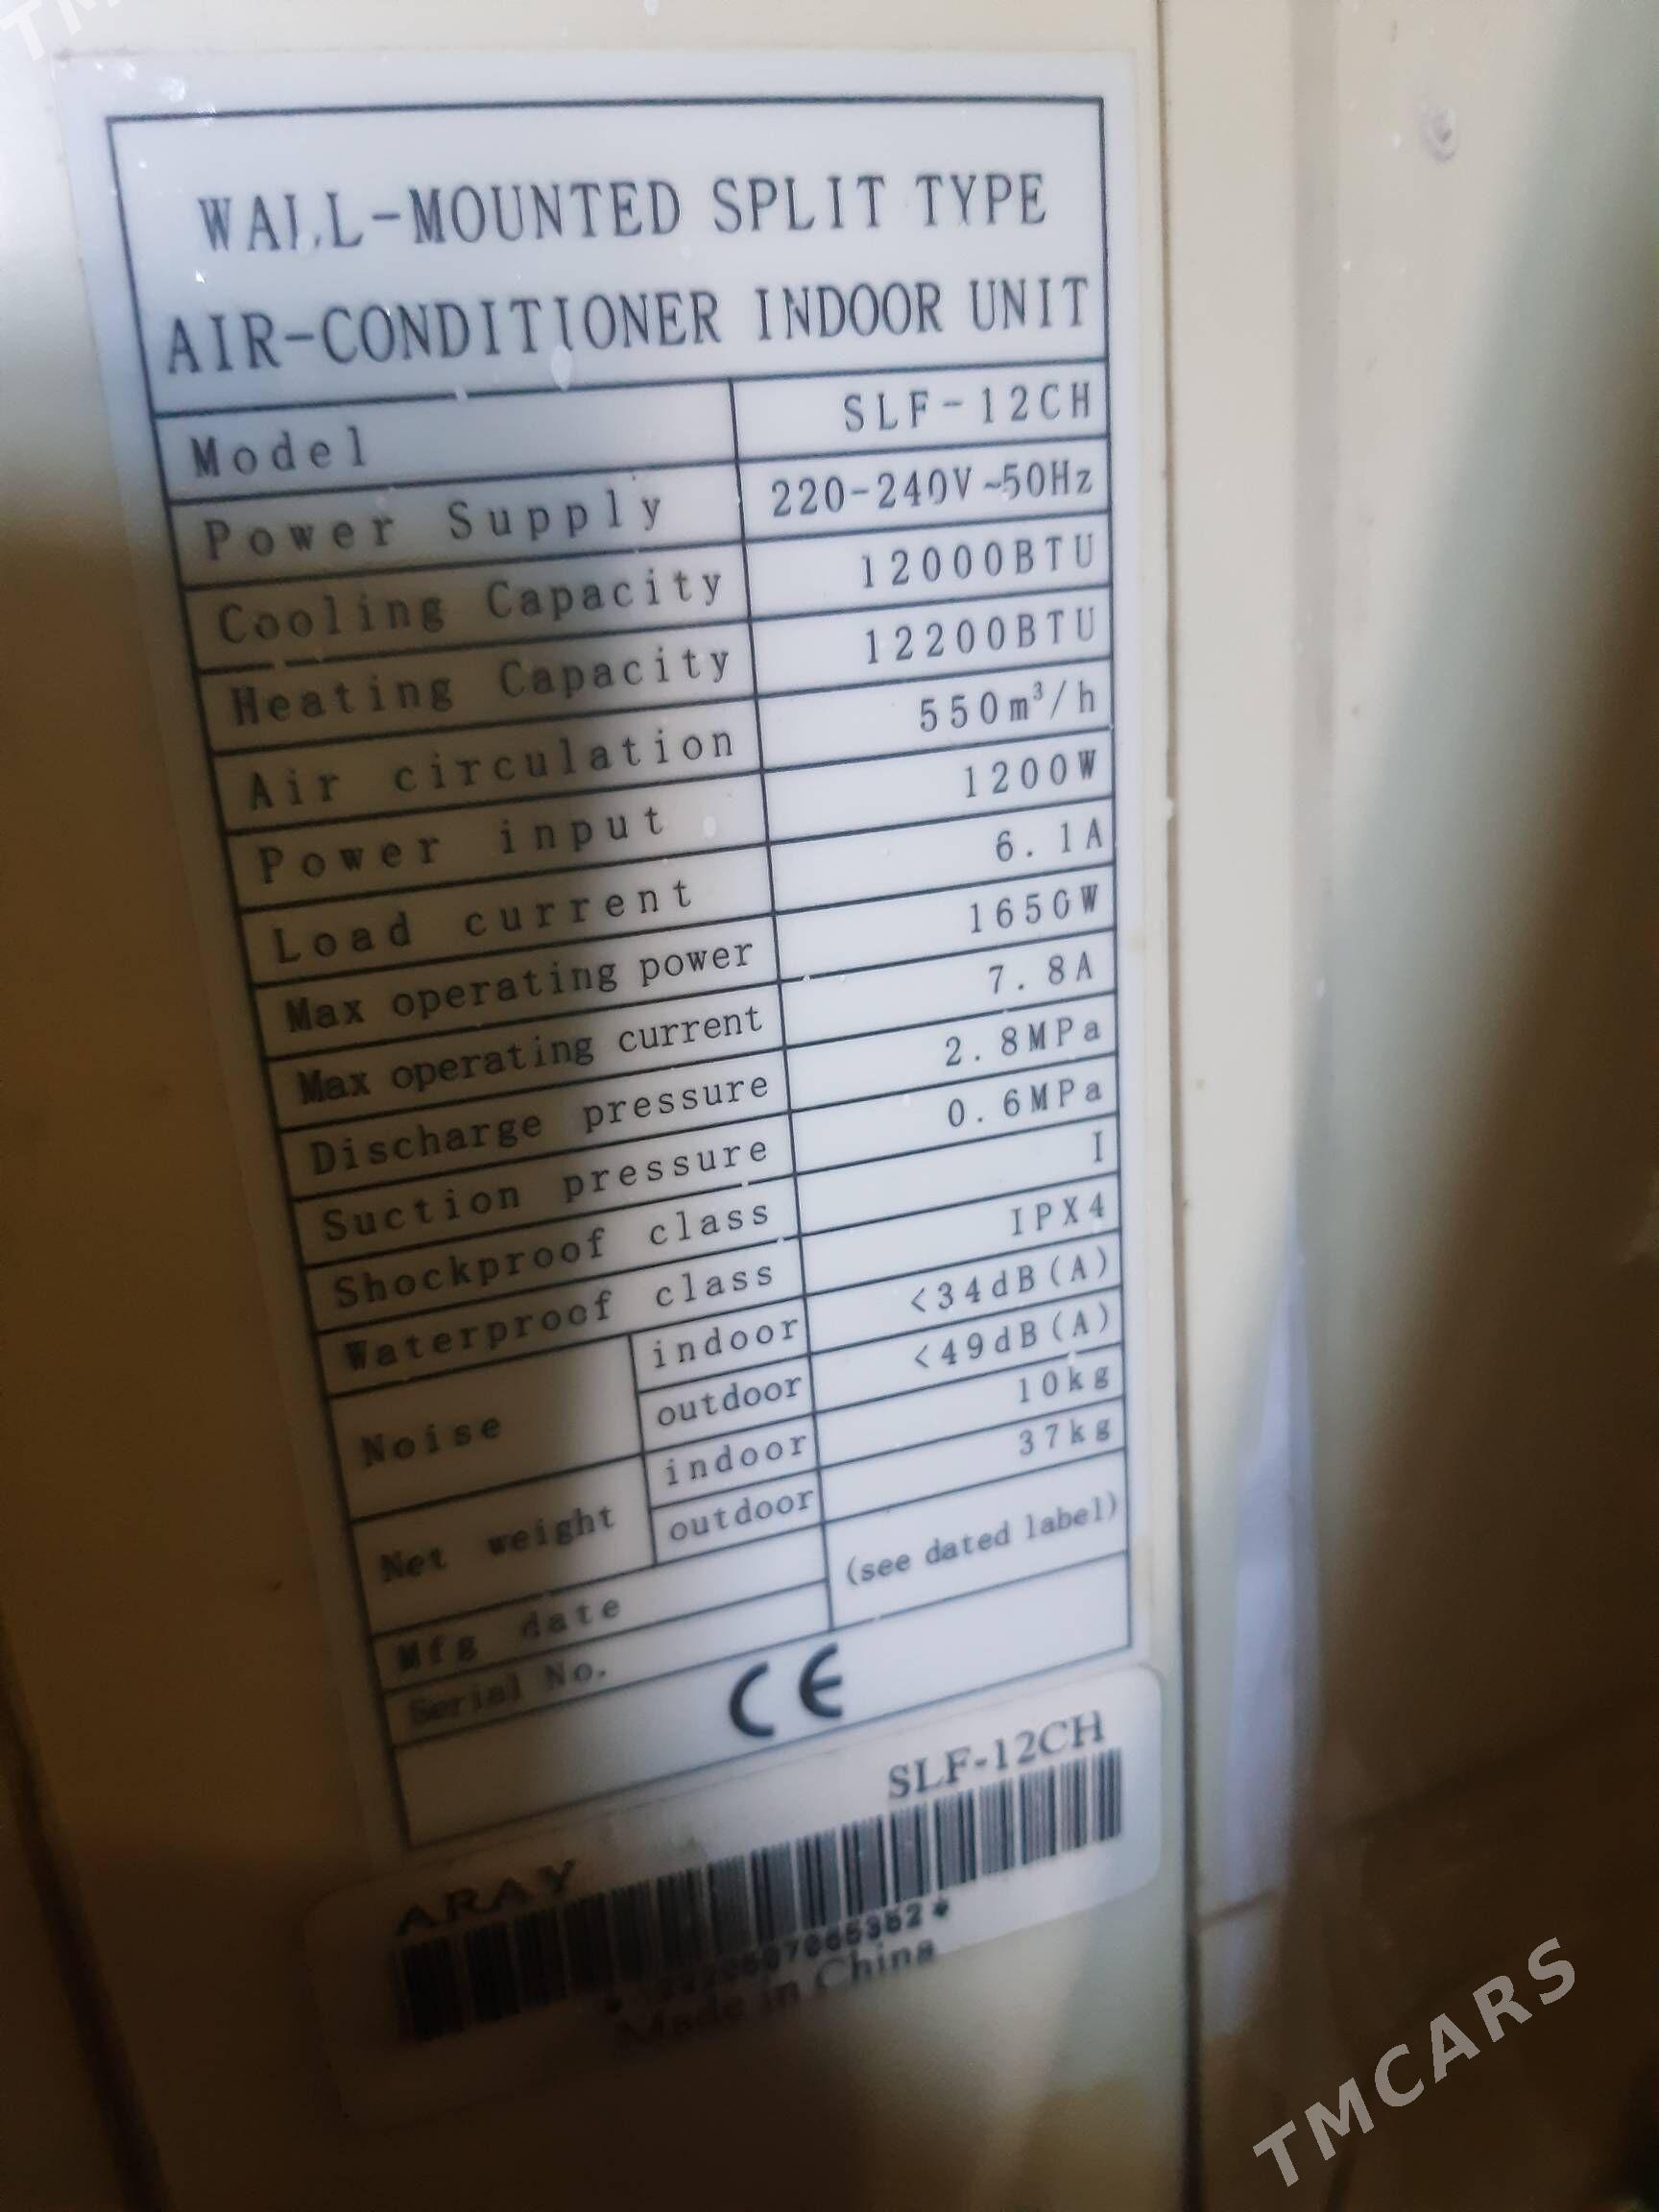 WALL-MOUNTED SPLIT TYPE
AIR-CONDITIONER INDOOR UNIT
Model SLF-12CH
Power Supply 220-240V~50Hz
Cooling Capacity 12000BTU
Heating Capacity 12200BTU
Air circulation 550m³/h
Power input 1200W
Load current 6.1A
Max operating power 1650W
Max operating current 7.8A
Discharge pressure 2.8MPa
Suction pressure 0.6MPa
Shockproof class I
Waterproof class IPX4
Noise indoor <34dB(A)
outdoor <49dB(A)
Net weight indoor 10kg
outdoor 37kg
Mfg date (see dated label)
Serial No.
CE
SLF-12CH
ARAY
Made in China
TMCARS